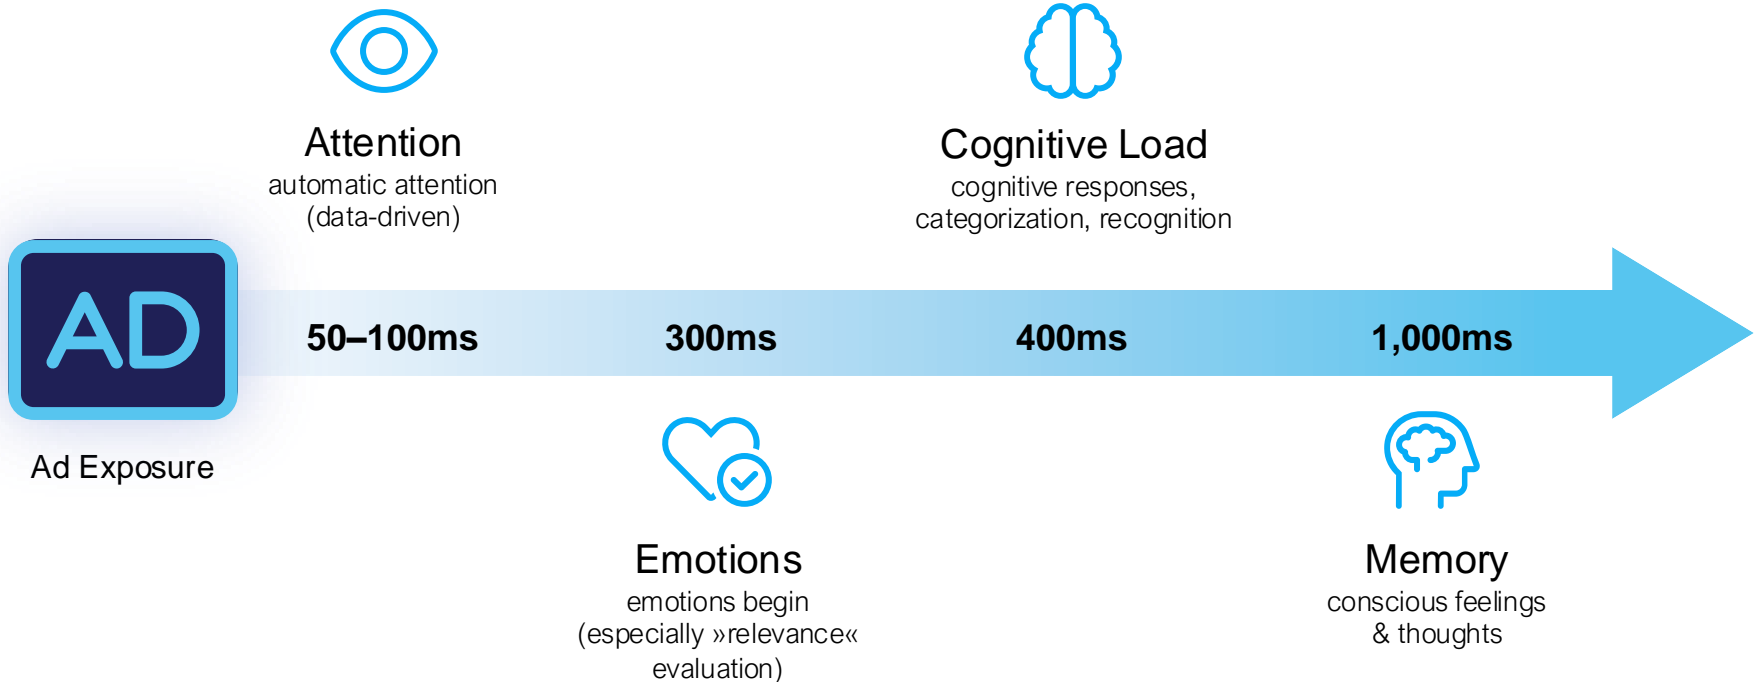 Attention
automatic attention
(data-driven)
Cognitive Load
cognitive responses,
categorization, recognition
AD
Ad Exposure
50–100ms
300ms
400ms
1,000ms
Emotions
emotions begin
(especially »relevance«
evaluation)
Memory
conscious feelings
& thoughts